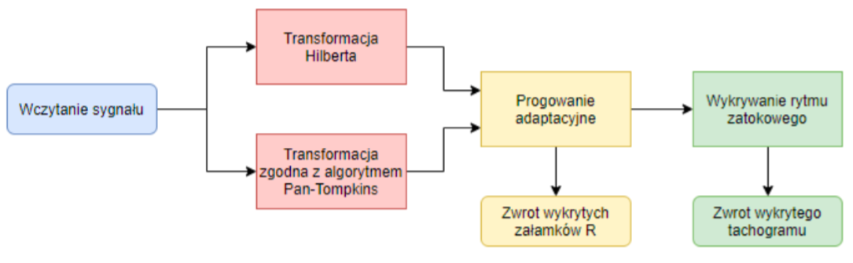 Wczytanie sygnału
Transformacja
Hilberta
Transformacja
zgodna z algorytmem
Pan-Tompkins
Progowanie
adaptacyjne
Zwrot wykrytych
załamków R
Wykrywanie rytmu
zatokowego
Zwrot wykrytego
tachogramu